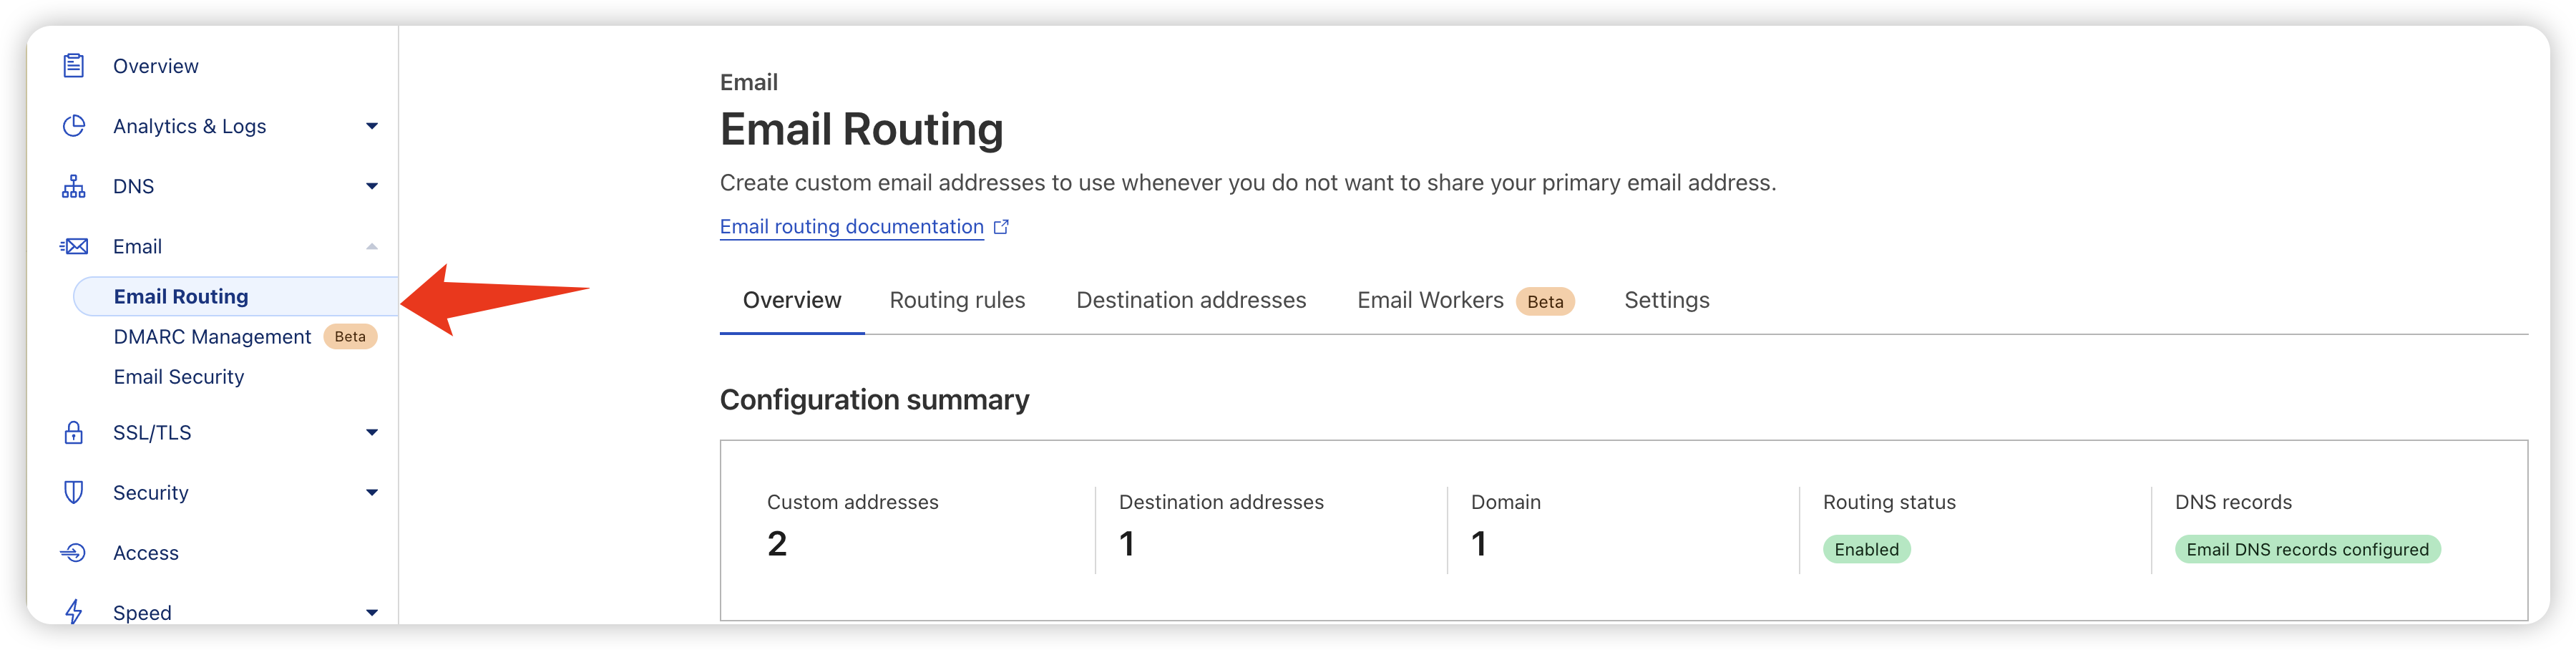 Overview
Analytics & Logs
DNS
Email
Email Routing
DMARC Management Beta
Email Security
SSL/TLS
Security
Access
Speed
Email
Email Routing
Create custom email addresses to use whenever you do not want to share your primary email address.
Email routing documentation
Overview Routing rules Destination addresses Email Workers Beta Settings
Configuration summary
Custom addresses Destination addresses Domain Routing status DNS records
2 1 1 Enabled Email DNS records configured